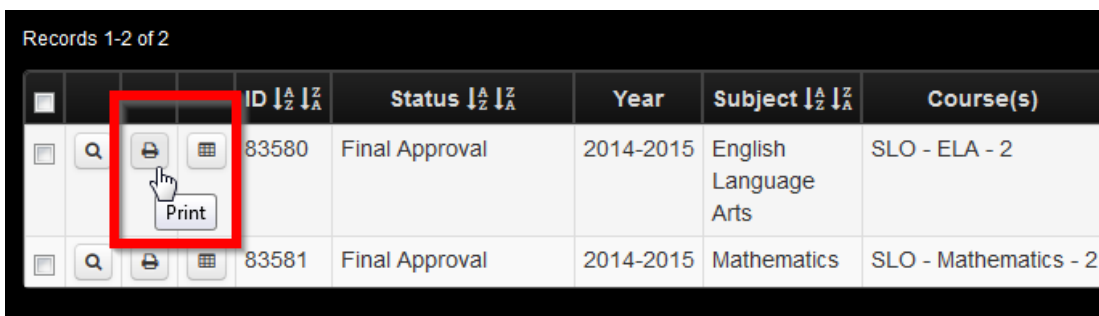 Records 1-2 of 2
ID Status Year Subject Course(s)
83580 Final Approval 2014-2015 English Language Arts SLO - ELA - 2
Print
83581 Final Approval 2014-2015 Mathematics SLO - Mathematics - 2